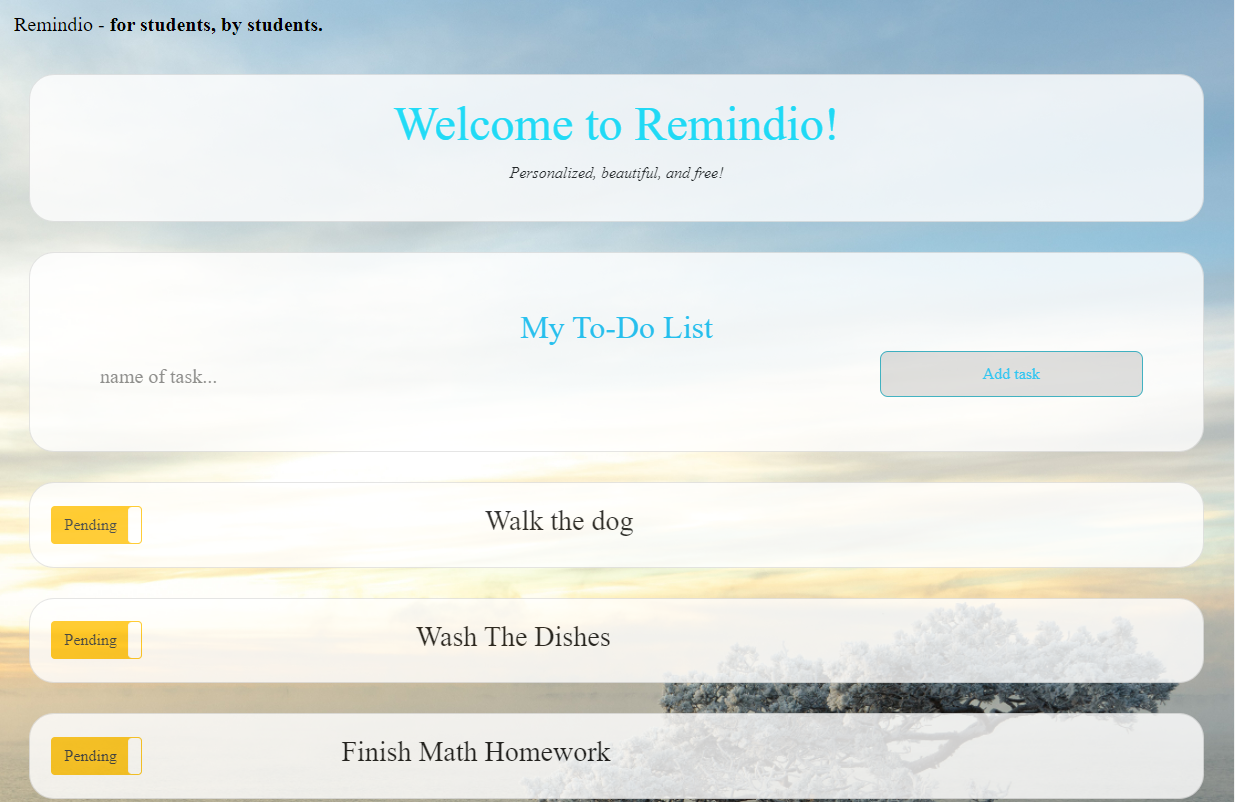 Remindio - for students, by students.
Welcome to Remindio!
Personalized, beautiful, and free!
My To-Do List
name of task...
Add task
Pending
Walk the dog
Pending
Wash The Dishes
Pending
Finish Math Homework